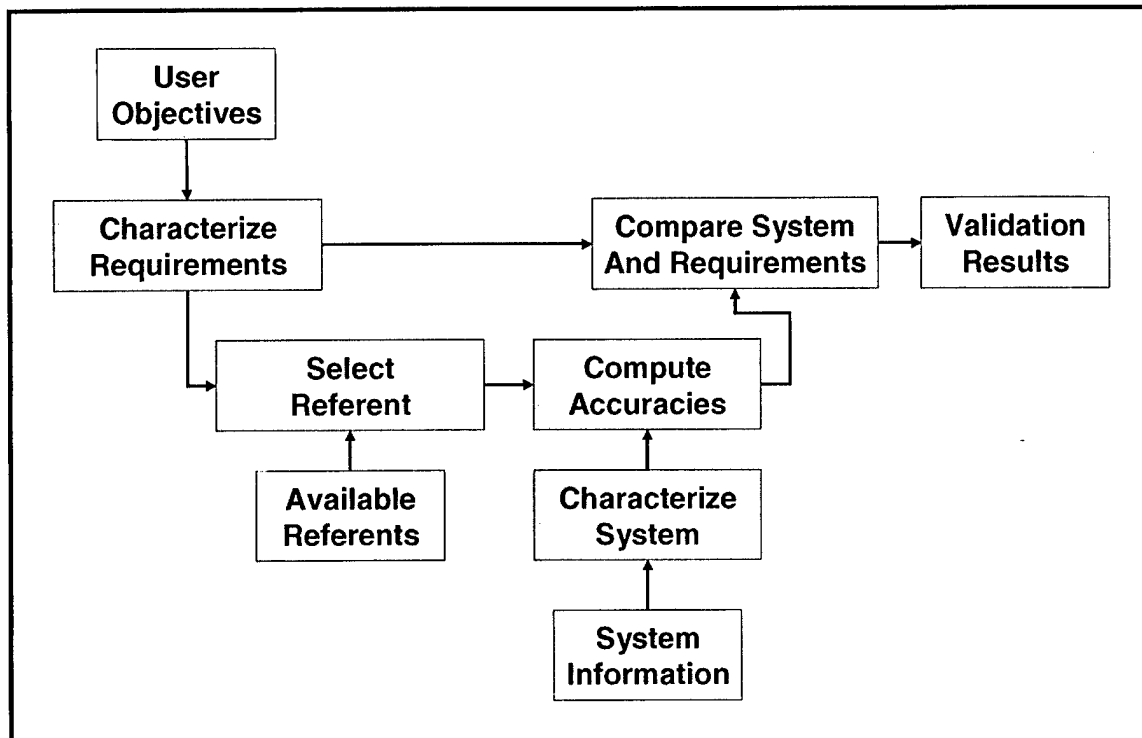 User
Objectives
Characterize
Requirements
Compare System
And Requirements
Validation
Results
Select
Referent
Compute
Accuracies
Available
Referents
Characterize
System
System
Information